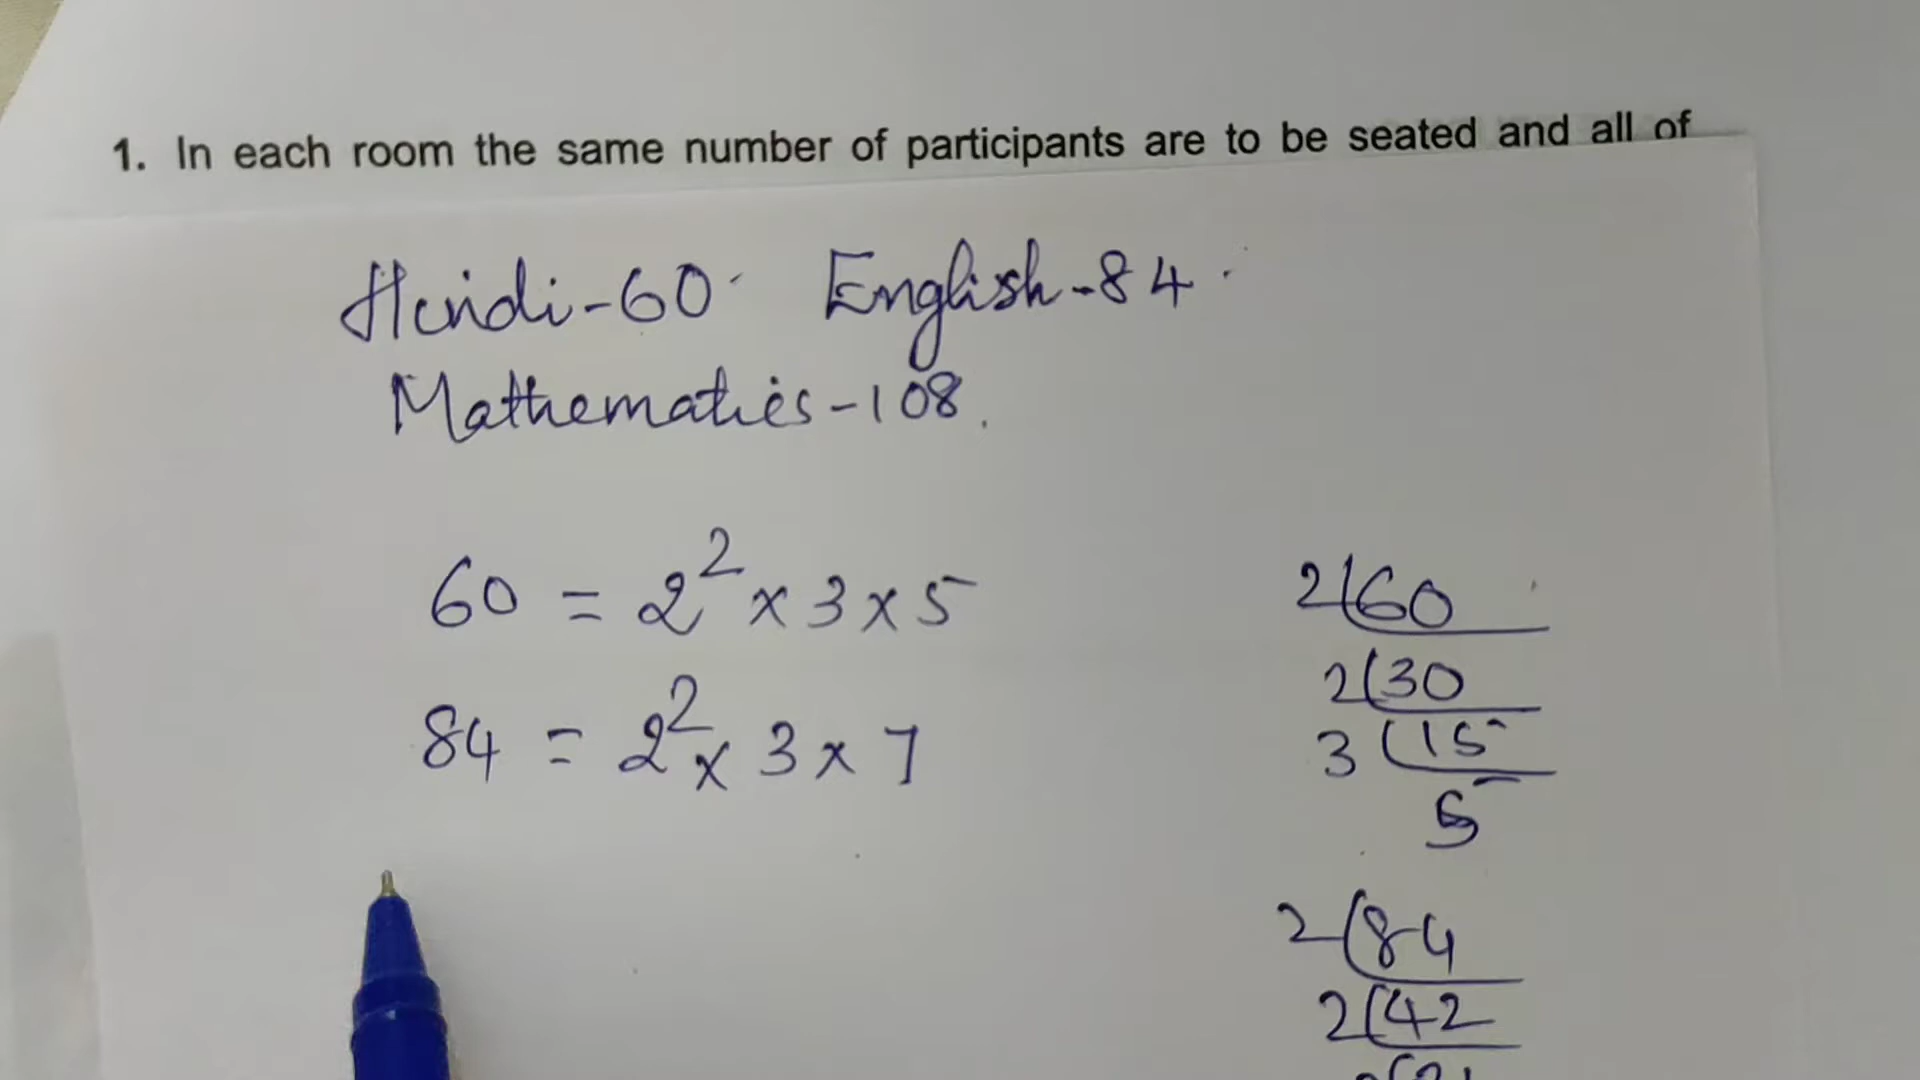 1. In each room the same number of participants are to be seated and all of
Hindi-60 English-84
Mathematics-108.
60 = 2² x 3 x 5
84 = 2² x 3 x 7
2 60
2 30
3 15
5
2 84
2 42